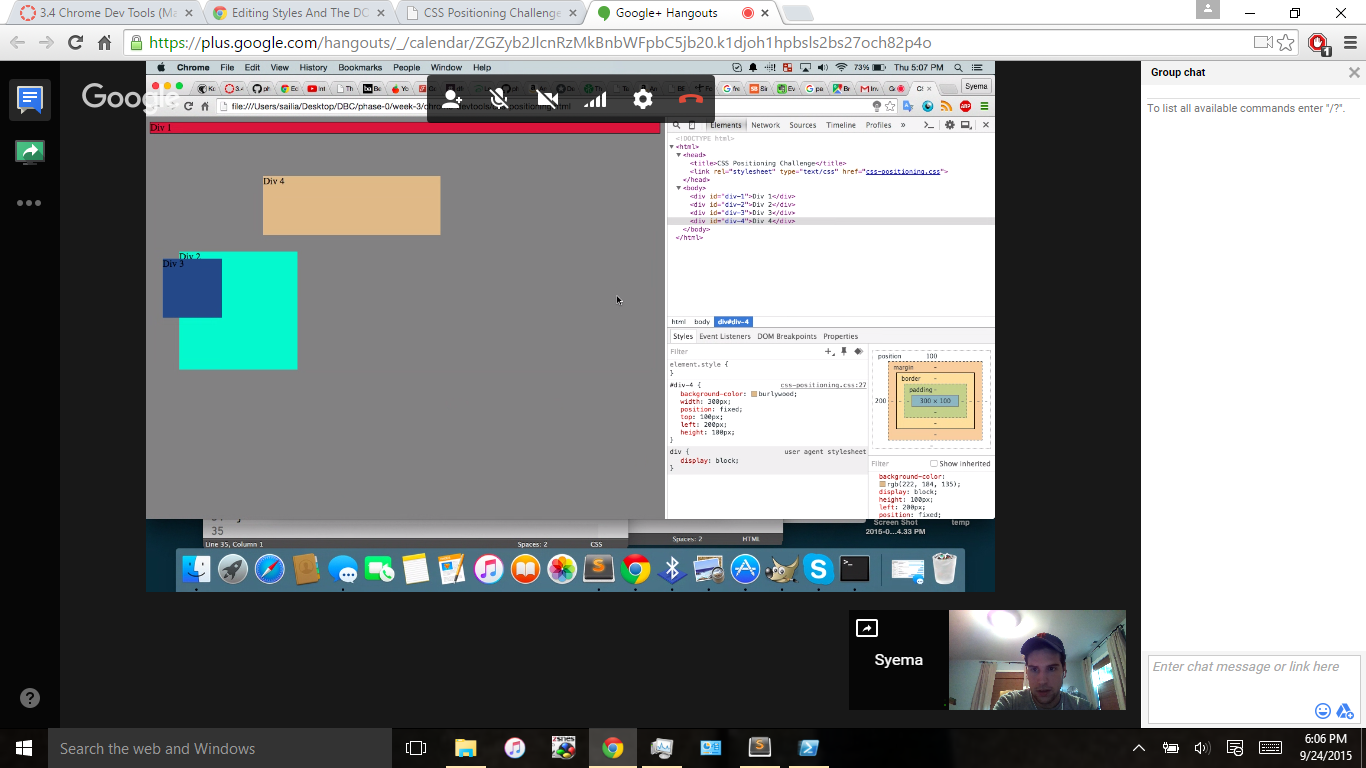 3.4 Chrome Dev Tools (Ma
Editing Styles And The DO
CSS Positioning Challenge
Google+ Hangouts
https://plus.google.com/hangouts/_/calendar/ZGZyb2JlcnRzMkBnbWFpbC5jb20.k1djoh1hpbsls2bs27och82p4o
1
Chrome File Edit View History Bookmarks People Window Help
73% Thu 5:07 PM
Syema
Google
file:///Users/sailia/Desktop/DBC/phase-0/week-3/
Div 1
Div 4
Div 2
Div 3
Elements Network Sources Timeline Profiles »
<!DOCTYPE html>
<html>
<head>
<title>CSS Positioning Challenge</title>
<link rel="stylesheet" type="text/css" href="css-positioning.css">
</head>
<body>
<div id="div-1">Div 1</div>
<div id="div-2">Div 2</div>
<div id="div-3">Div 3</div>
<div id="div-4">Div 4</div>
</body>
</html>
html body div#div-4
Styles Event Listeners DOM Breakpoints Properties
Filter
element.style {
}
#div-4 { css-positioning.css:27
background-color: burlywood;
width: 300px;
position: fixed;
top: 100px;
left: 200px;
height: 100px;
}
div { user agent stylesheet
display: block;
}
position 100
margin -
border -
padding -
200 - - - 300 × 100 - - -
-
-
-
-
Filter Show inherited
background-color:
rgb(222, 184, 135);
display: block;
height: 100px;
left: 200px;
position: fixed;
35
Line 35, Column 1 Spaces: 2 CSS
Spaces: 2 HTML
Screen Shot
2015-0...4.33 PM
temp
Syema
Group chat
To list all available commands enter "/?".
Enter chat message or link here
Search the web and Windows
6:06 PM
9/24/2015